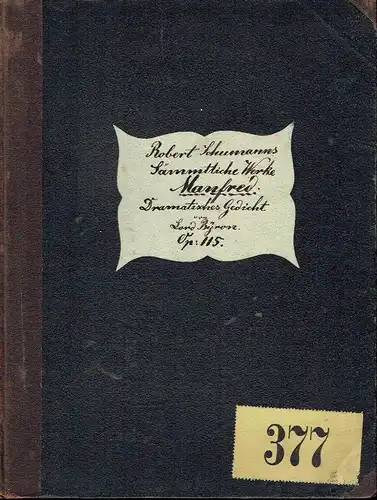 Robert Schumanns
Sämmtliche Werke
Manfred.
Dramatisches Gedicht
von
Lord Byron.
Op: 115.
377